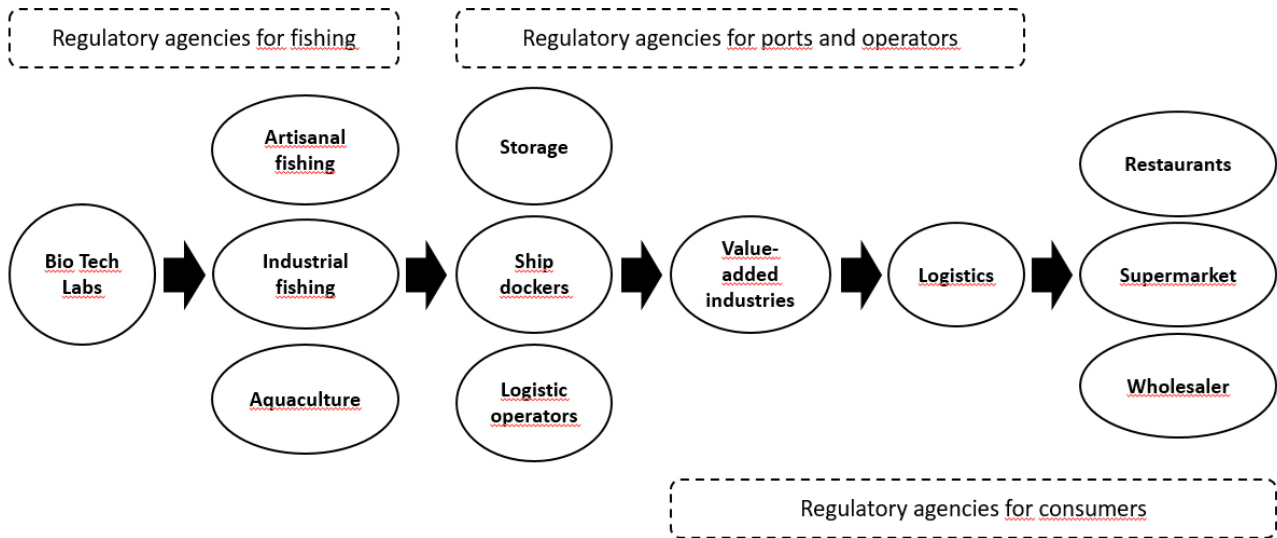 Regulatory agencies for fishing
Regulatory agencies for ports and operators
Bio Tech
Labs
Artisanal
fishing
Industrial
fishing
Aquaculture
Storage
Ship
dockers
Logistic
operators
Value-
added
industries
Logistics
Restaurants
Supermarket
Wholesaler
Regulatory agencies for consumers